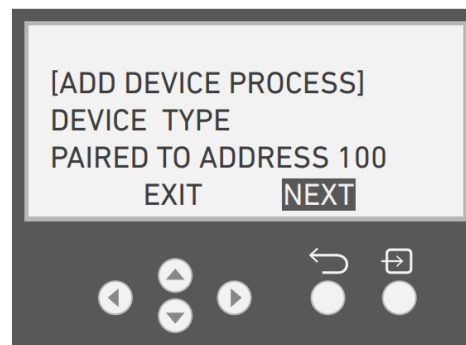 [ADD DEVICE PROCESS]
DEVICE TYPE
PAIRED TO ADDRESS 100
EXIT NEXT